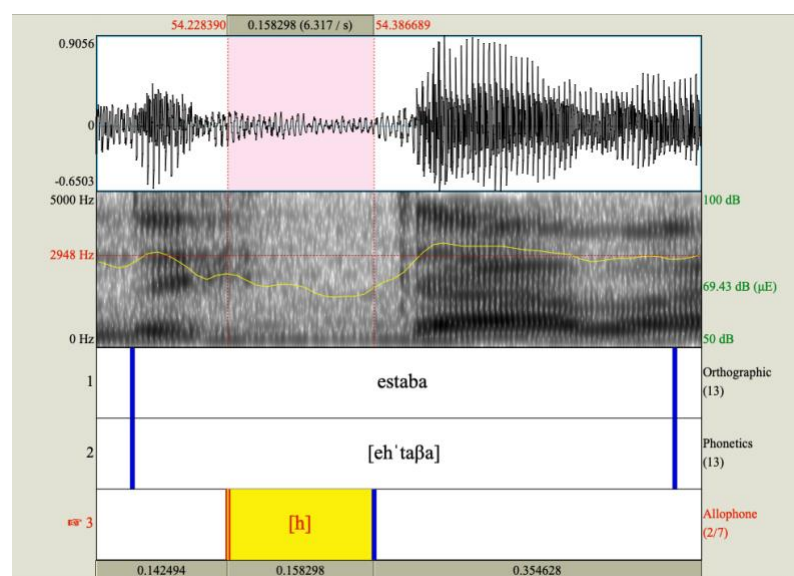 54.228390 0.158298 (6.317 / s) 54.386689
0.9056
0
-0.6503
5000 Hz 100 dB
2948 Hz
69.43 dB (µE)
0 Hz 50 dB
1 estaba Orthographic (13)
2 [ehˈtaβa] Phonetics (13)
☞ 3 [h] Allophone (2/7)
0.142494 0.158298 0.354628